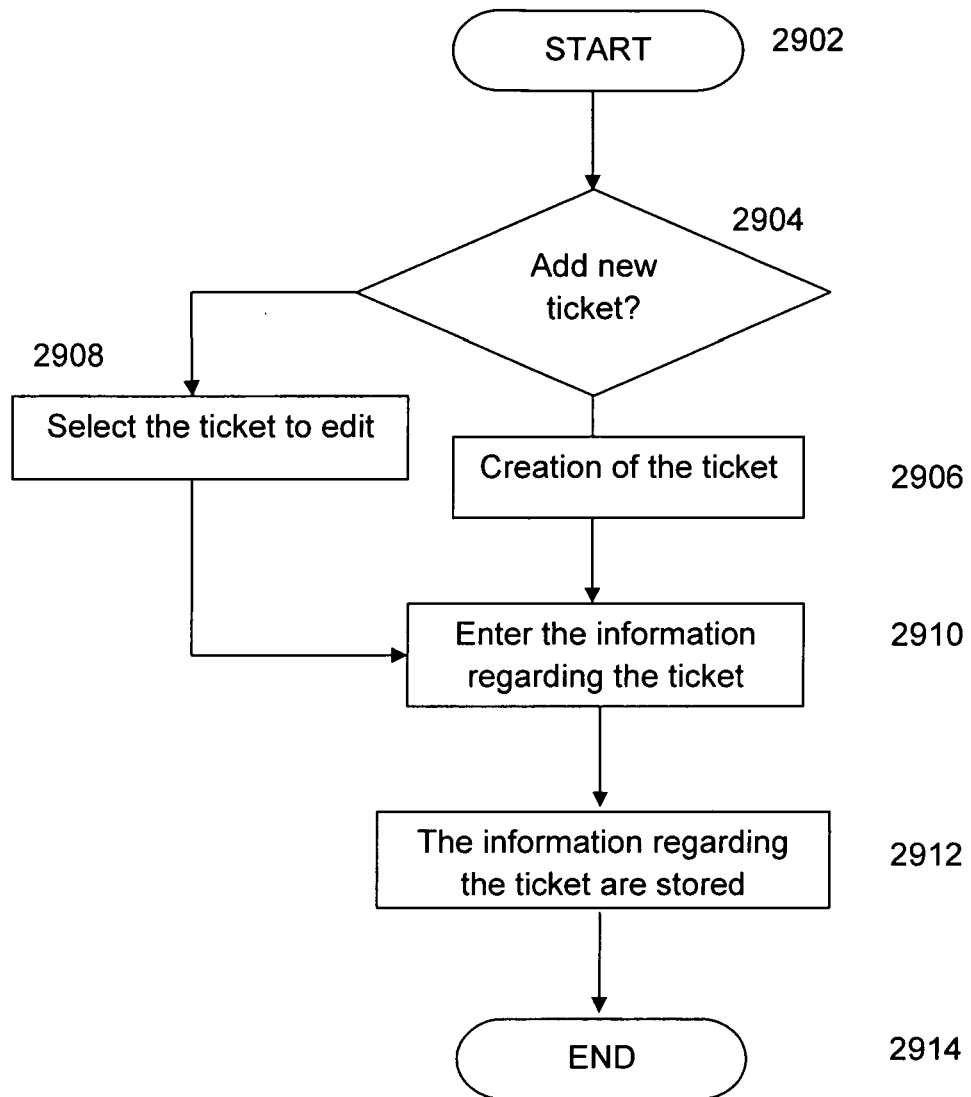 START
2902
2904
Add new
ticket?
2908
Select the ticket to edit
Creation of the ticket
2906
Enter the information
regarding the ticket
2910
The information regarding
the ticket are stored
2912
END
2914